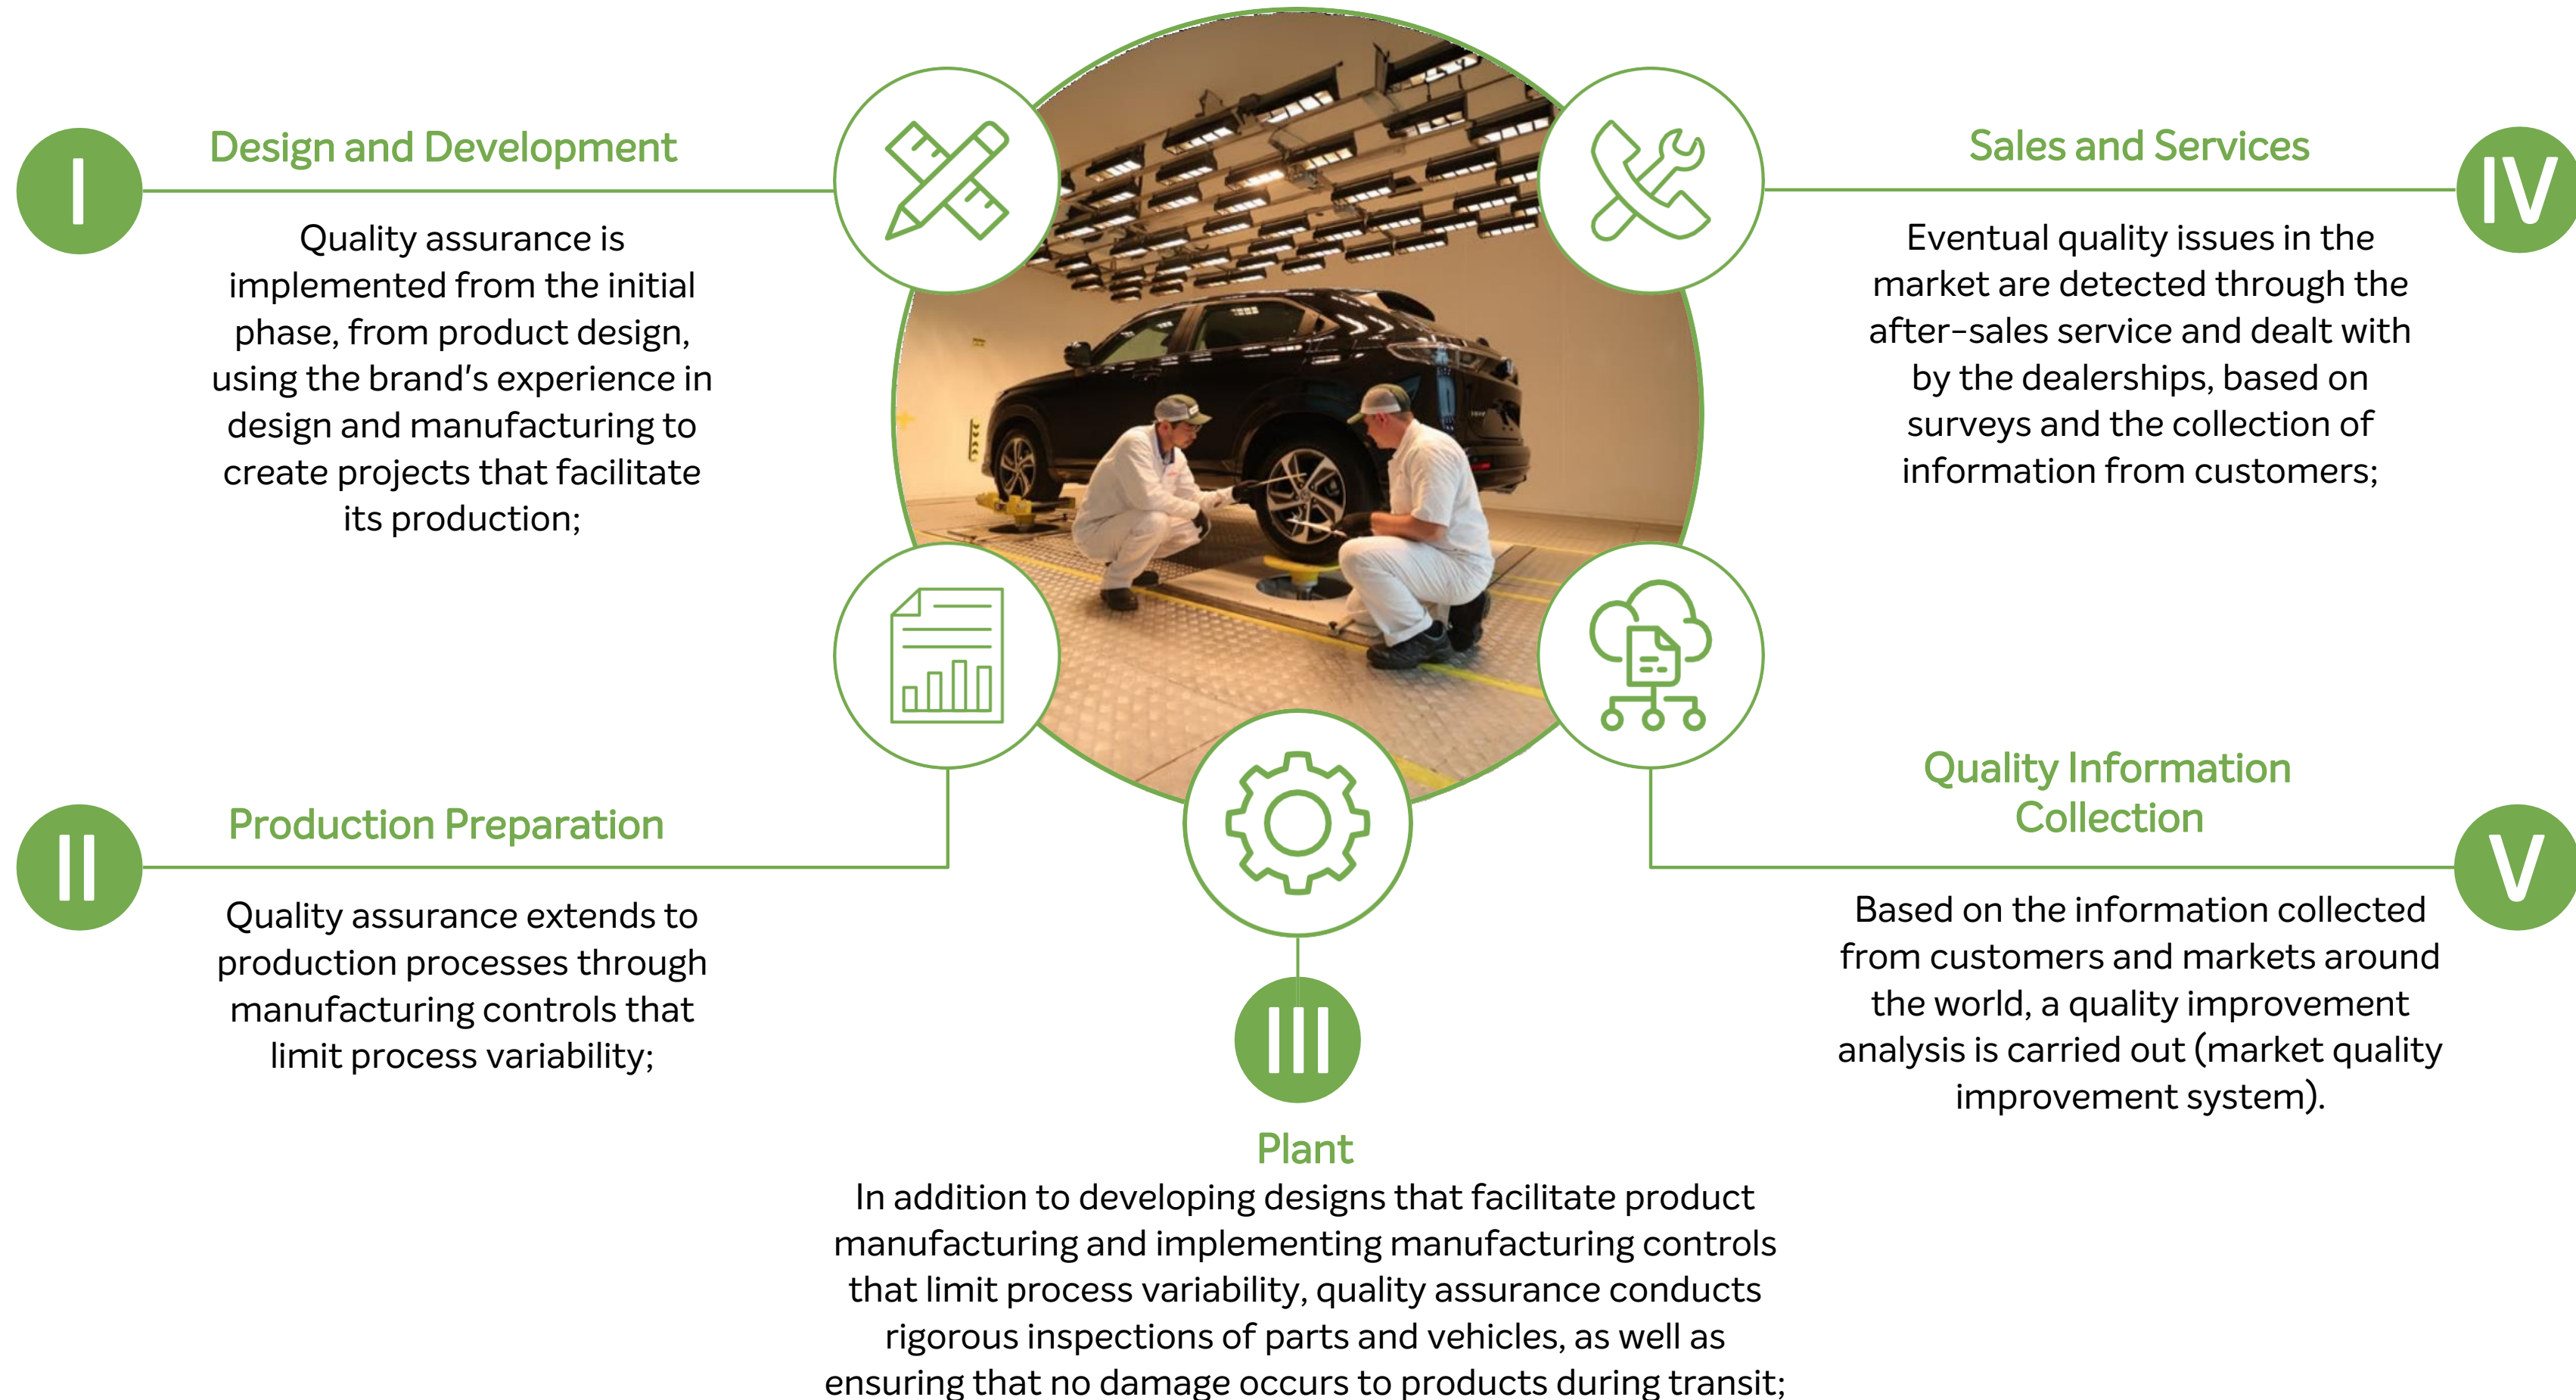 I
Design and Development
Quality assurance is
implemented from the initial
phase, from product design,
using the brand's experience in
design and manufacturing to
create projects that facilitate
its production;
II
Production Preparation
Quality assurance extends to
production processes through
manufacturing controls that
limit process variability;
III
Plant
In addition to developing designs that facilitate product
manufacturing and implementing manufacturing controls
that limit process variability, quality assurance conducts
rigorous inspections of parts and vehicles, as well as
ensuring that no damage occurs to products during transit;
IV
Sales and Services
Eventual quality issues in the
market are detected through the
after-sales service and dealt with
by the dealerships, based on
surveys and the collection of
information from customers;
V
Quality Information
Collection
Based on the information collected
from customers and markets around
the world, a quality improvement
analysis is carried out (market quality
improvement system).